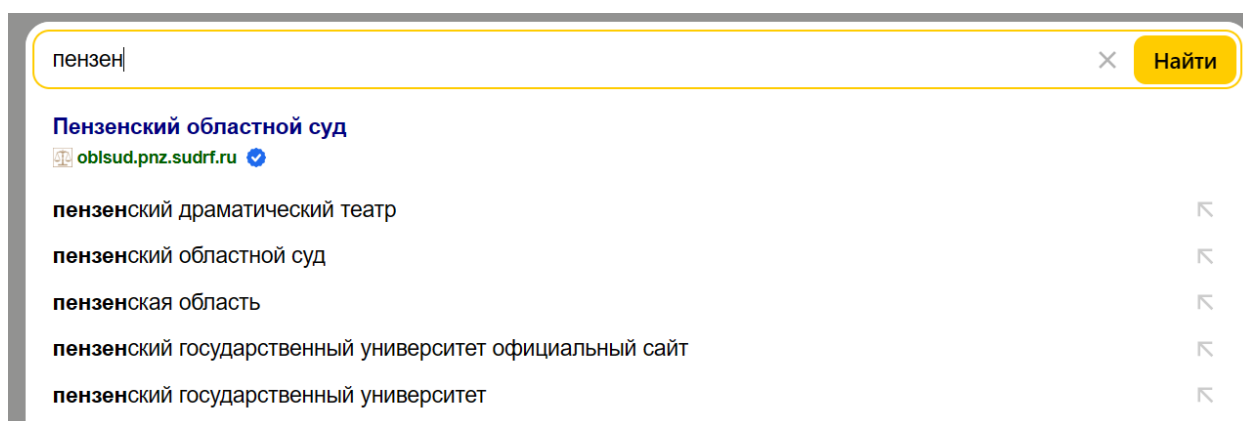 пензен
Найти
Пензенский областной суд
oblsud.pnz.sudrf.ru
пензенский драматический театр
пензенский областной суд
пензенская область
пензенский государственный университет официальный сайт
пензенский государственный университет